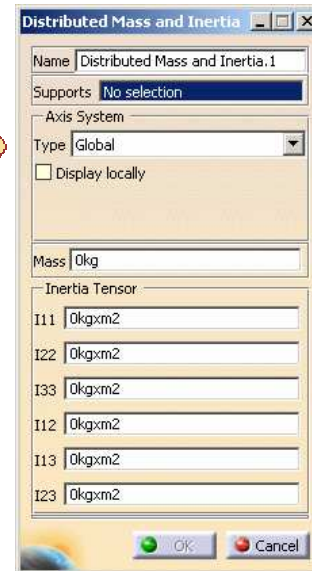 Distributed Mass and Inertia
Name Distributed Mass and Inertia.1
Supports No selection
Axis System
Type Global
Display locally
Mass 0kg
Inertia Tensor
I11 0kgxm2
I22 0kgxm2
I33 0kgxm2
I12 0kgxm2
I13 0kgxm2
I23 0kgxm2
OK Cancel